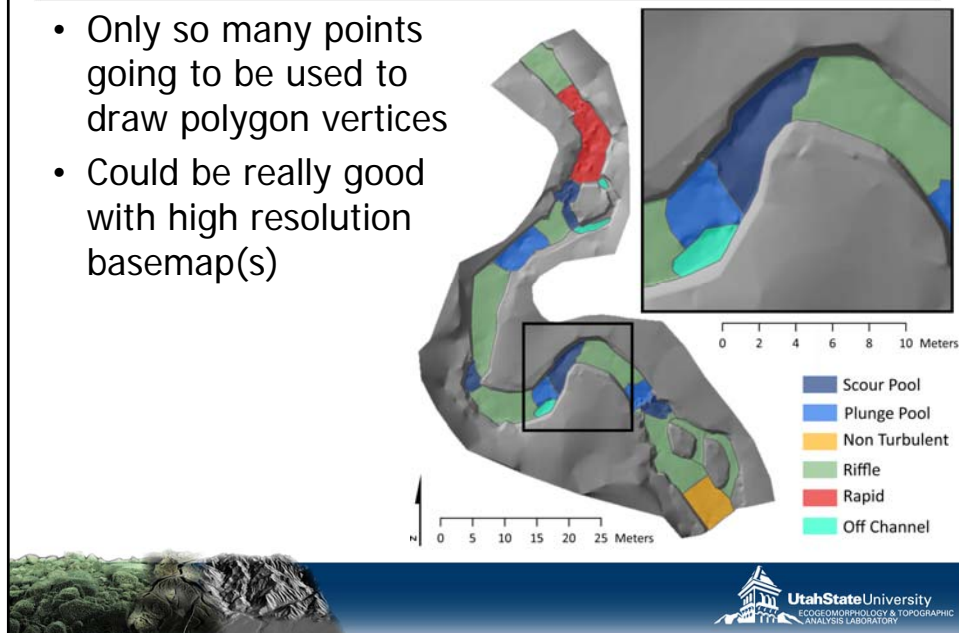 • Only so many points
going to be used to
draw polygon vertices
• Could be really good
with high resolution
basemap(s)
0 2 4 6 8 10 Meters
Scour Pool
Plunge Pool
Non Turbulent
Riffle
Rapid
Off Channel
N 0 5 10 15 20 25 Meters
UtahStateUniversity
ECOGEOMORPHOLOGY & TOPOGRAPHIC
ANALYSIS LABORATORY